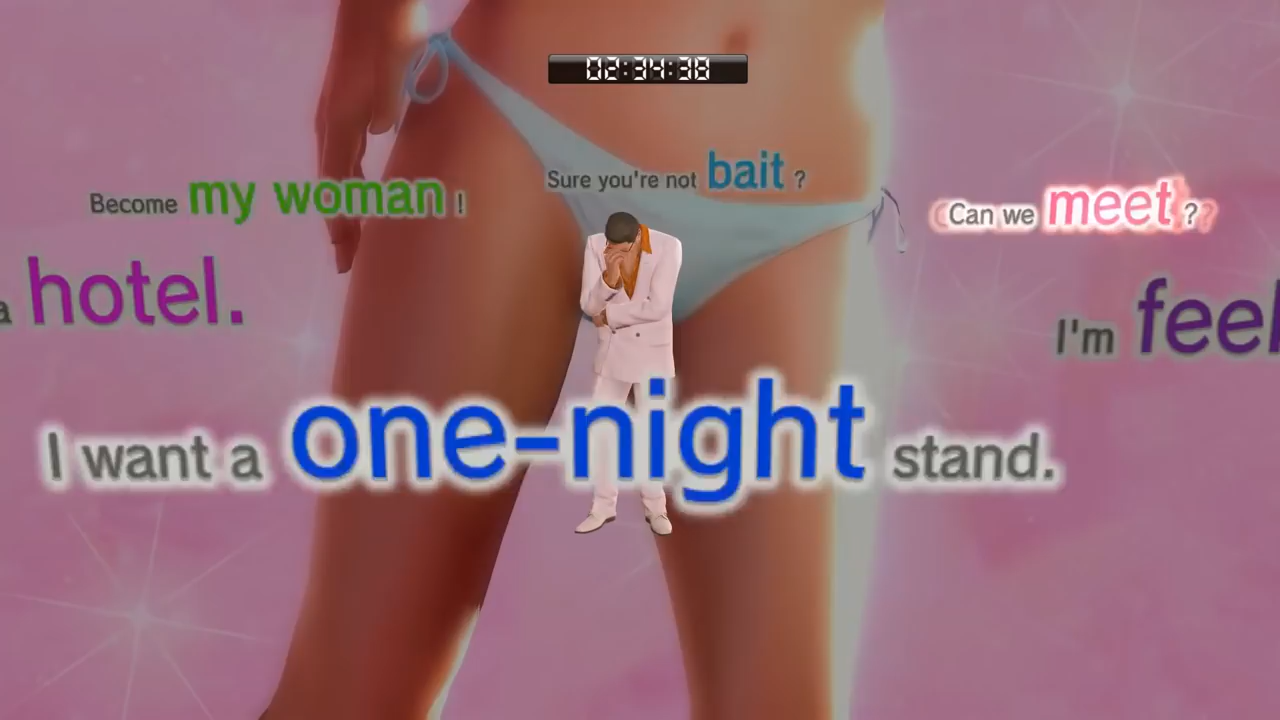 02:34:38
Sure you're not bait ?
Become my woman !
Can we meet ?
a hotel.
I'm feel
I want a one-night stand.